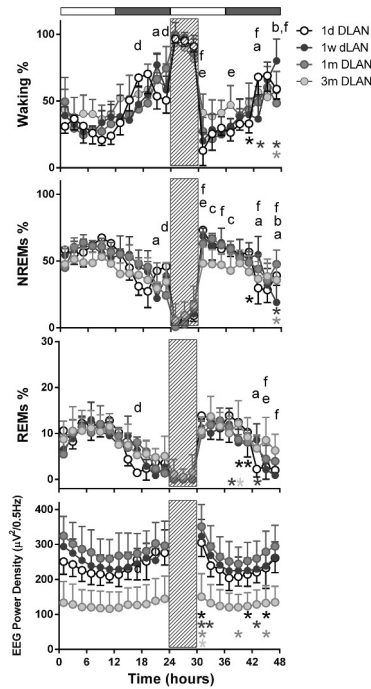 1d DLAN
1w dLAN
1m DLAN
3m DLAN
Waking %
100
50
0
d
a d
f
e
e
f
a
b,f
*
*
*
*
NREMs %
100
50
0
a
d
f
e
c
f
c
f
a
f
b
a
*
*
*
REMs %
30
20
10
0
d
a
f
e
f
*
*
*
*
*
EEG Power Density (μV²/0.5Hz)
400
300
200
100
0
*
*
*
*
*
*
*
*
*
*
0 6 12 18 24 30 36 42 48
Time (hours)